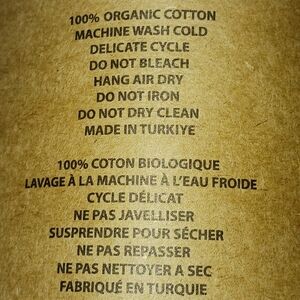 100% ORGANIC COTTON
MACHINE WASH COLD
DELICATE CYCLE
DO NOT BLEACH
HANG AIR DRY
DO NOT IRON
DO NOT DRY CLEAN
MADE IN TURKIYE
100% COTON BIOLOGIQUE
LAVAGE À LA MACHINE À L'EAU FROIDE
CYCLE DÉLICAT
NE PAS JAVELLISER
SUSPRENDRE POUR SÉCHER
NE PAS REPASSER
NE PAS NETTOYER A SEC
FABRIQUÉ EN TURQUIE